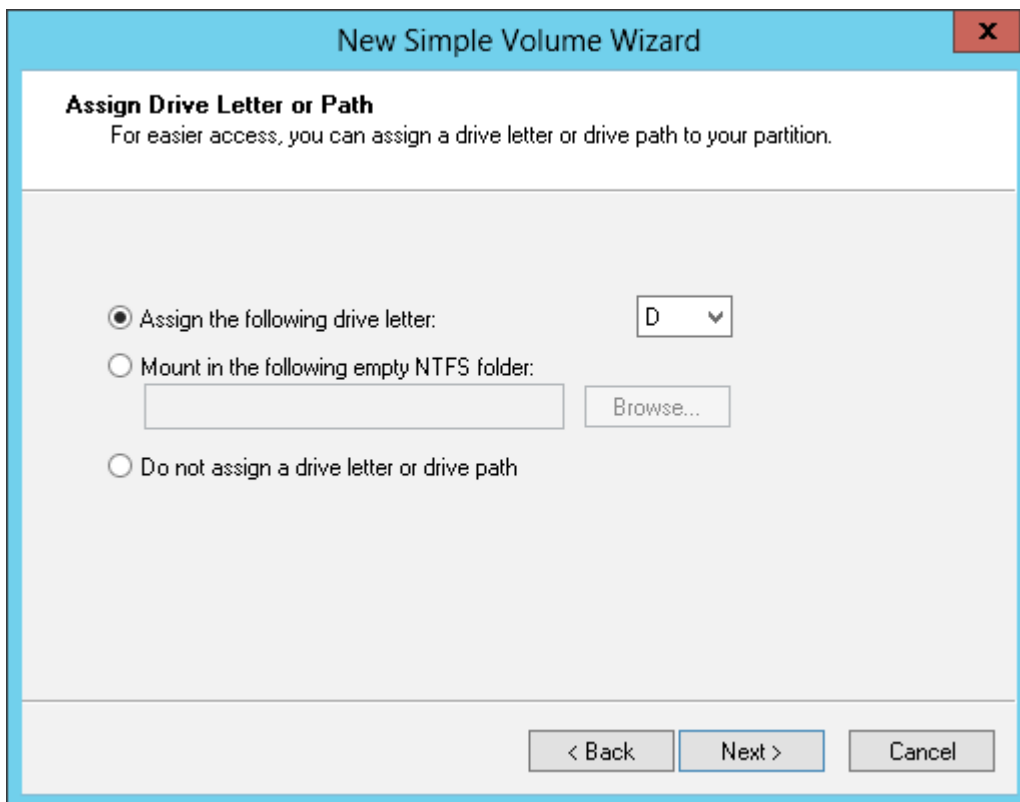 New Simple Volume Wizard
x
Assign Drive Letter or Path
For easier access, you can assign a drive letter or drive path to your partition.
Assign the following drive letter: D
Mount in the following empty NTFS folder:
Browse...
Do not assign a drive letter or drive path
< Back Next > Cancel